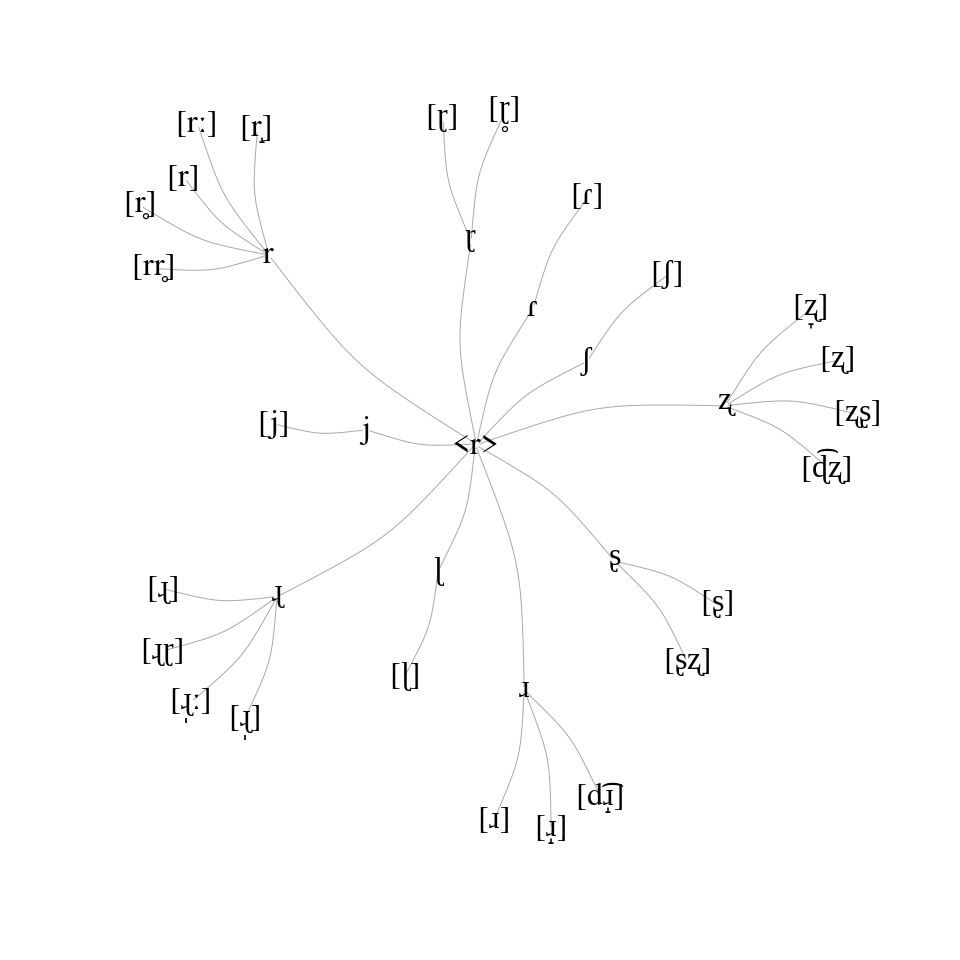 [ɽ] [ɽ̊]
[rː] [r̠]
[r]
[r̥]
[rr̥]
r
ɽ
[ɾ]
ɾ
[ʃ]
ʃ
[ʐ̞]
[ʐ]
[ʐʂ]
[ɖ͡ʐ]
ʐ
[j] j <r>
ʂ
[ʂ]
[ʂʐ]
ɭ
[ɭ]
ɻ
[ɻ]
[ɻɽ]
[ɻ̩ː]
[ɻ̩]
ɹ
[dɹ̝͡]
[ɹ] [ɹ̝]